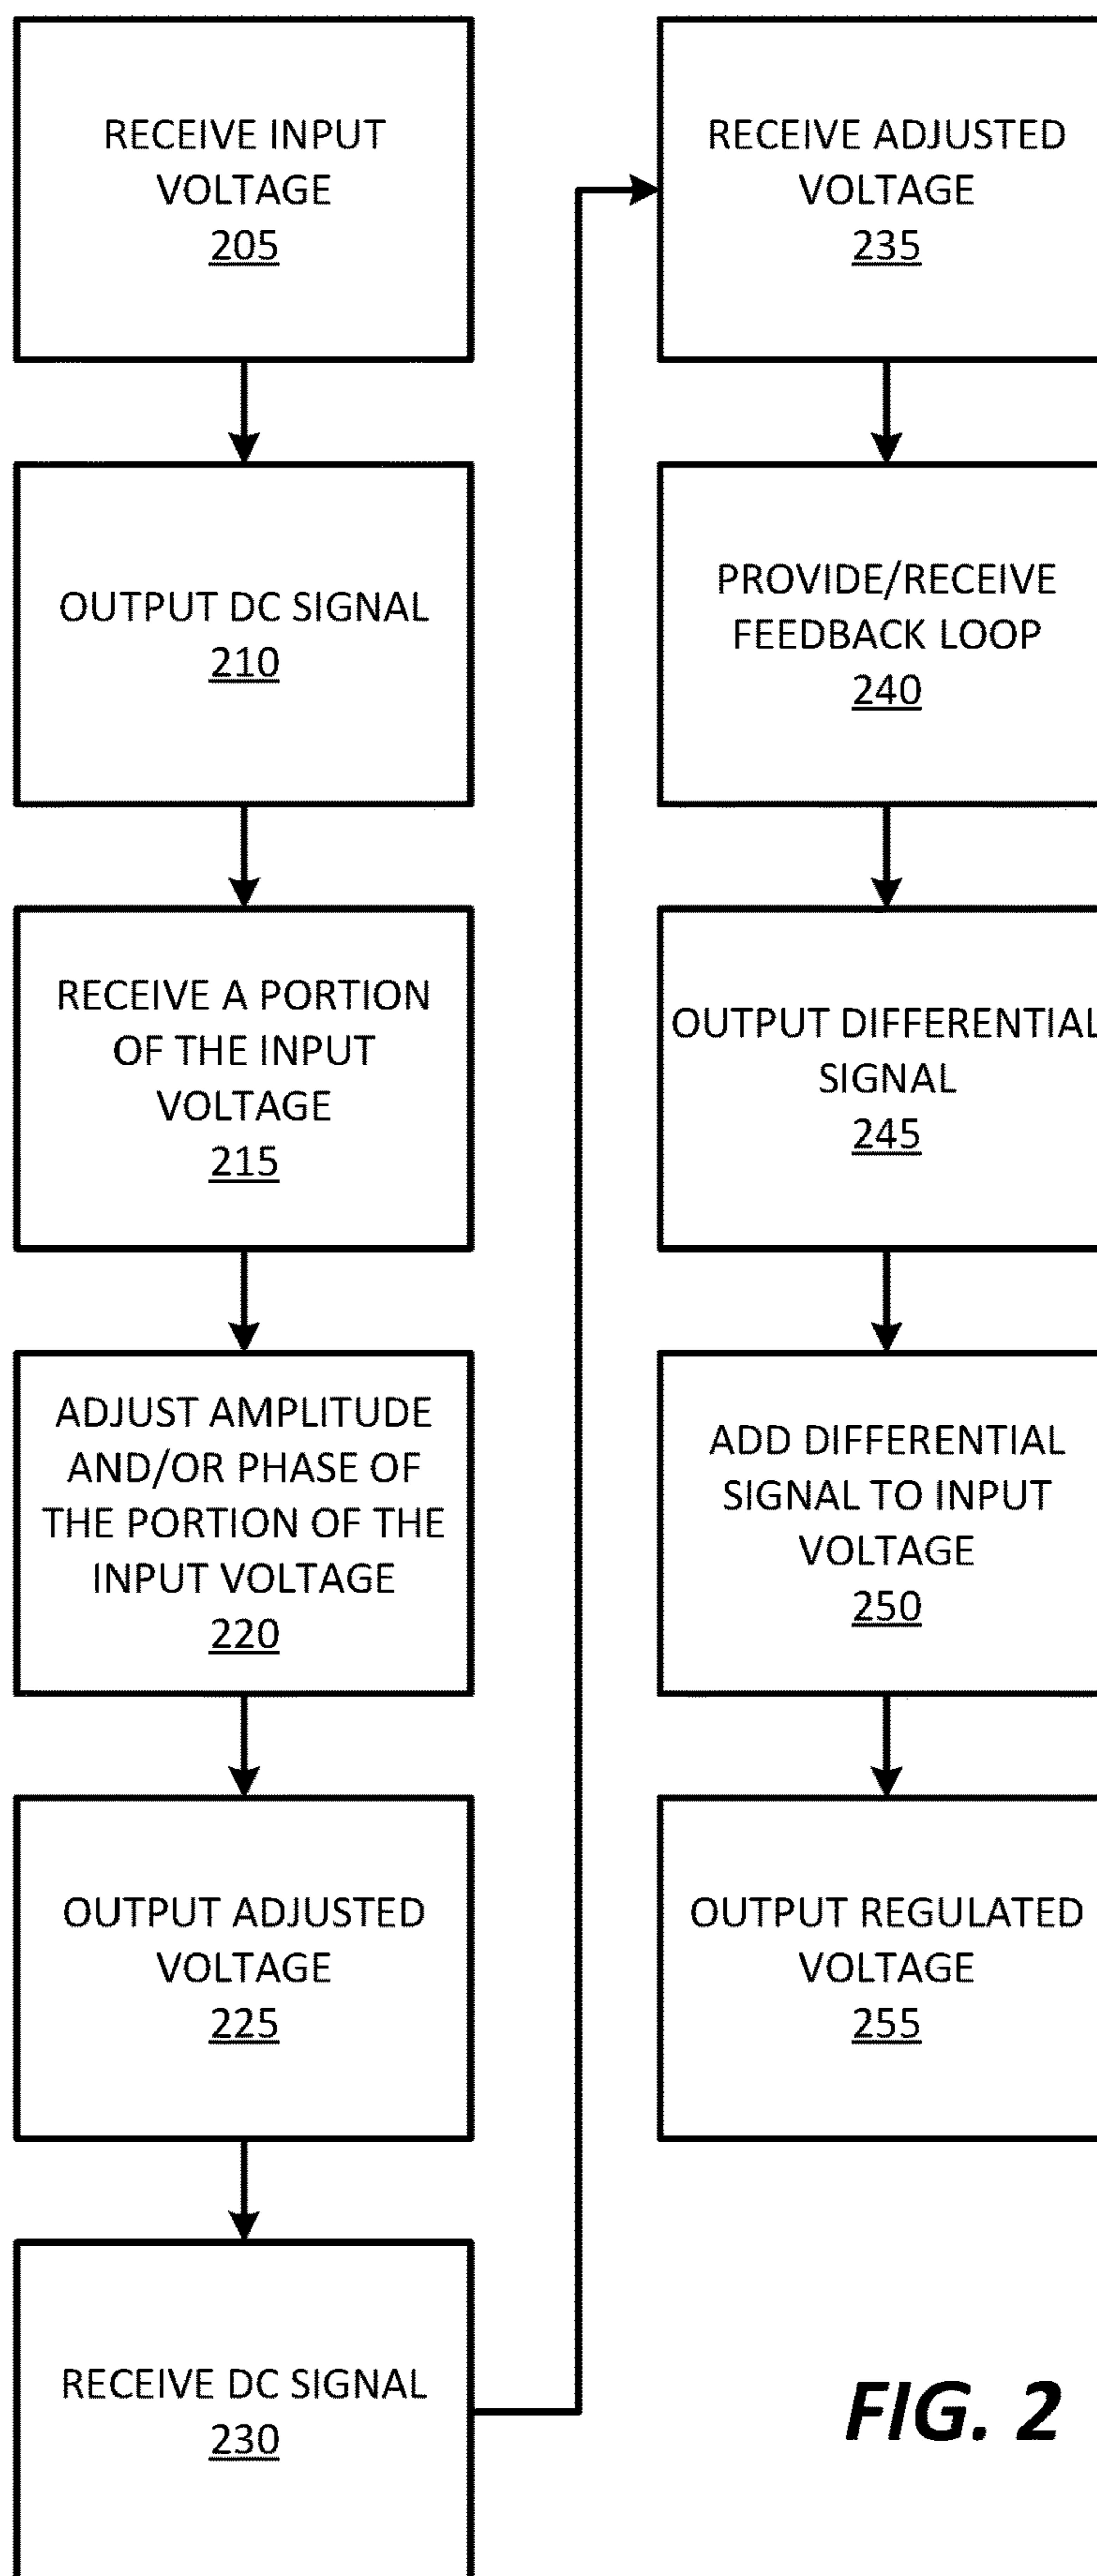 RECEIVE INPUT
VOLTAGE
205
OUTPUT DC SIGNAL
210
RECEIVE A PORTION
OF THE INPUT
VOLTAGE
215
ADJUST AMPLITUDE
AND/OR PHASE OF
THE PORTION OF THE
INPUT VOLTAGE
220
OUTPUT ADJUSTED
VOLTAGE
225
RECEIVE DC SIGNAL
230
RECEIVE ADJUSTED
VOLTAGE
235
PROVIDE/RECEIVE
FEEDBACK LOOP
240
OUTPUT DIFFERENTIAL
SIGNAL
245
ADD DIFFERENTIAL
SIGNAL TO INPUT
VOLTAGE
250
OUTPUT REGULATED
VOLTAGE
255
FIG. 2